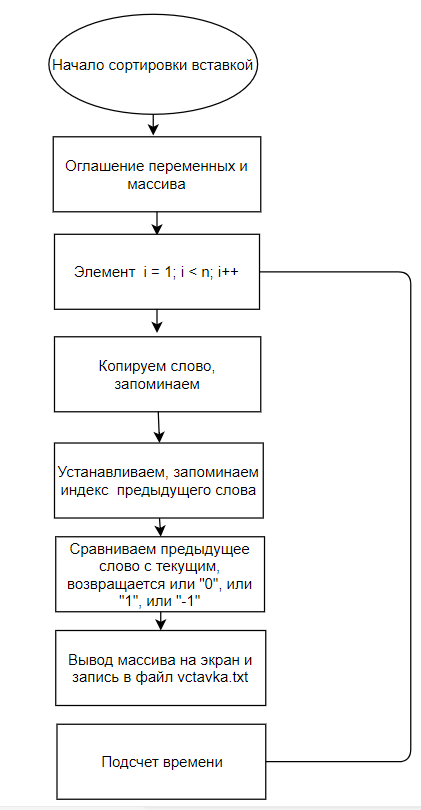 Начало сортировки вставкой
Оглашение переменных и
массива
Элемент i = 1; i < n; i++
Копируем слово,
запоминаем
Устанавливаем, запоминаем
индекс предыдущего слова
Сравниваем предыдущее
слово с текущим,
возвращается или "0", или
"1", или "-1"
Вывод массива на экран и
запись в файл vctavka.txt
Подсчет времени